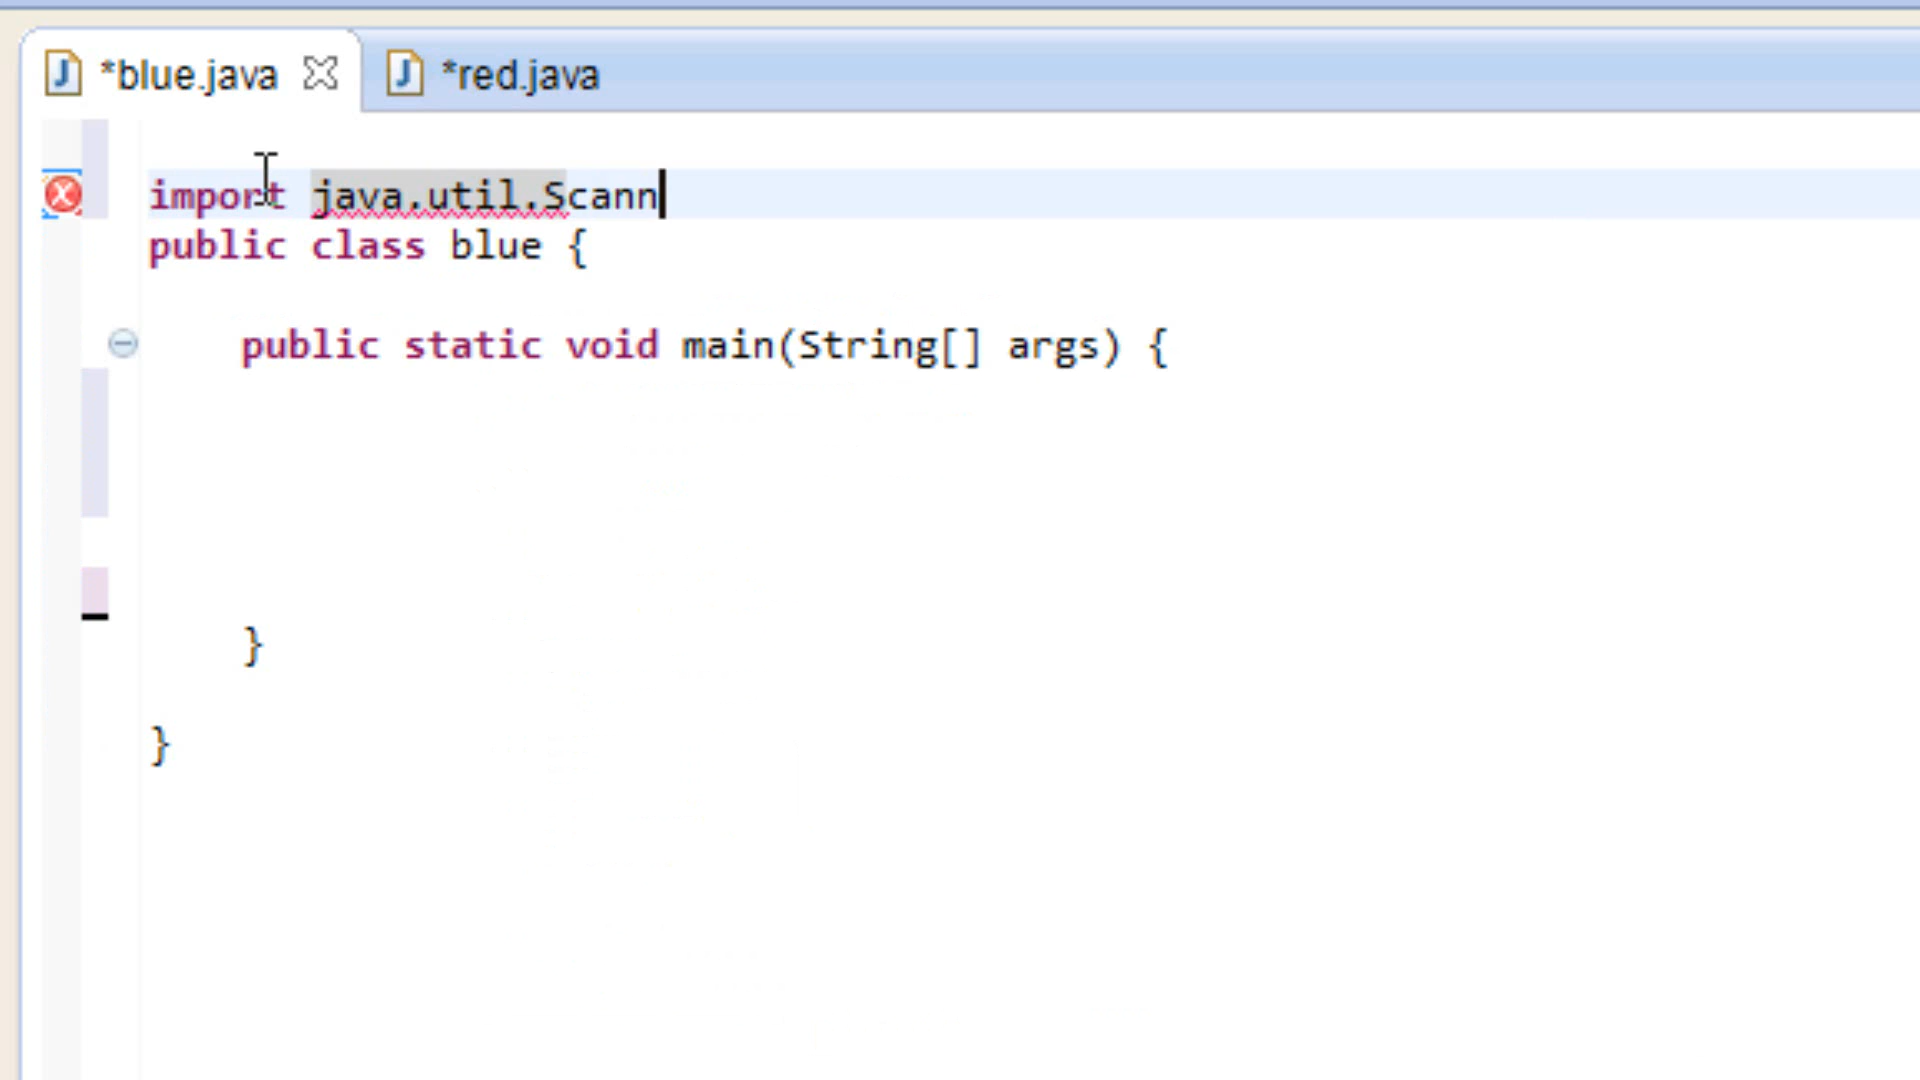 *blue.java *red.java
import java.util.Scann
public class blue {
public static void main(String[] args) {
}
}